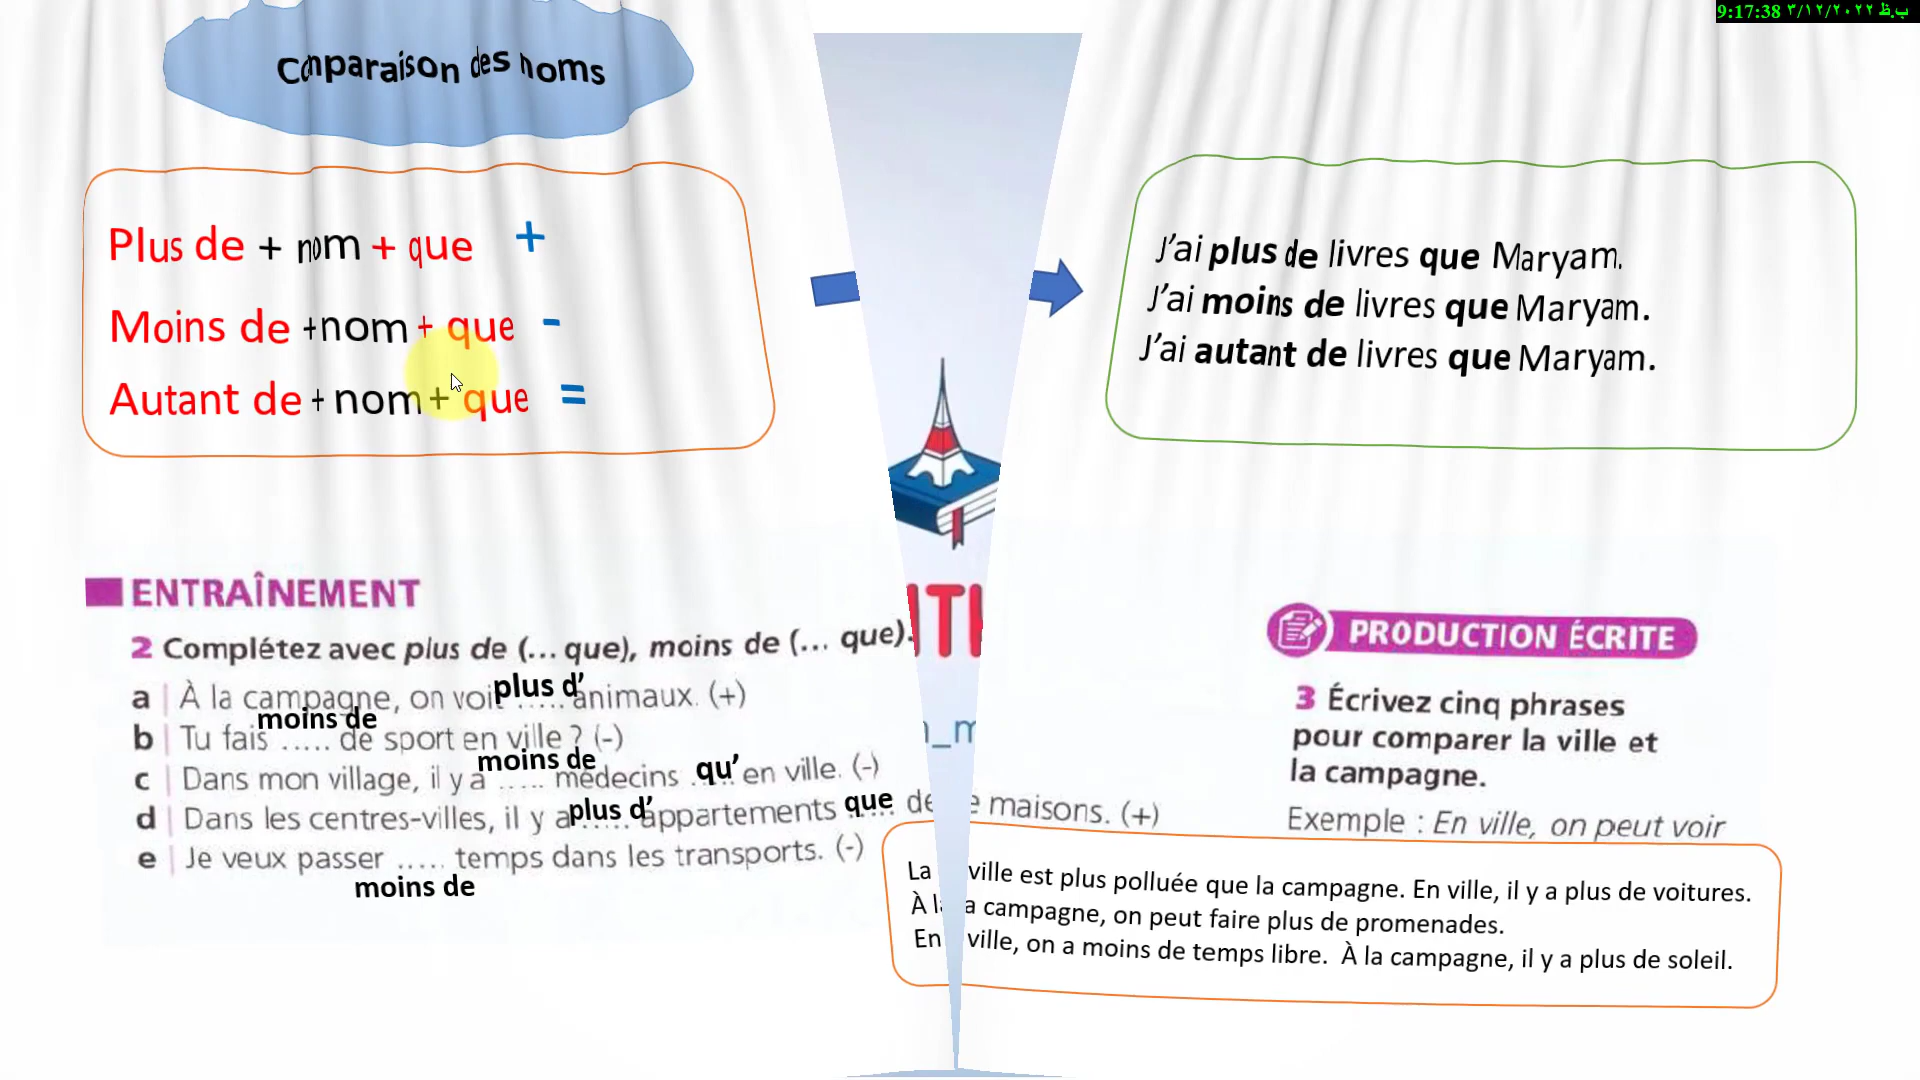 9:17:38 ۳/۱۲/۲۰۲۲ ب.ظ
Comparaison des noms
Plus de + nom + que +
Moins de +nom + que -
Autant de + nom+ que =
J'ai plus de livres que Maryam.
J'ai moins de livres que Maryam.
J'ai autant de livres que Maryam.
ENTRAÎNEMENT
2 Complétez avec plus de (... que), moins de (... que).
a | À la campagne, on voit plus d' animaux. (+)
moins de
b | Tu fais ..... de sport en ville ? (-)
moins de
c | Dans mon village, il y a ..... médecins qu' en ville. (-)
d | Dans les centres-villes, il y a plus d' appartements que de maisons. (+)
e | Je veux passer ..... temps dans les transports. (-)
moins de
ITI
_m
PRODUCTION ÉCRITE
3 Écrivez cinq phrases
pour comparer la ville et
la campagne.
Exemple : En ville, on peut voir
La ville est plus polluée que la campagne. En ville, il y a plus de voitures.
À la campagne, on peut faire plus de promenades.
En ville, on a moins de temps libre. À la campagne, il y a plus de soleil.